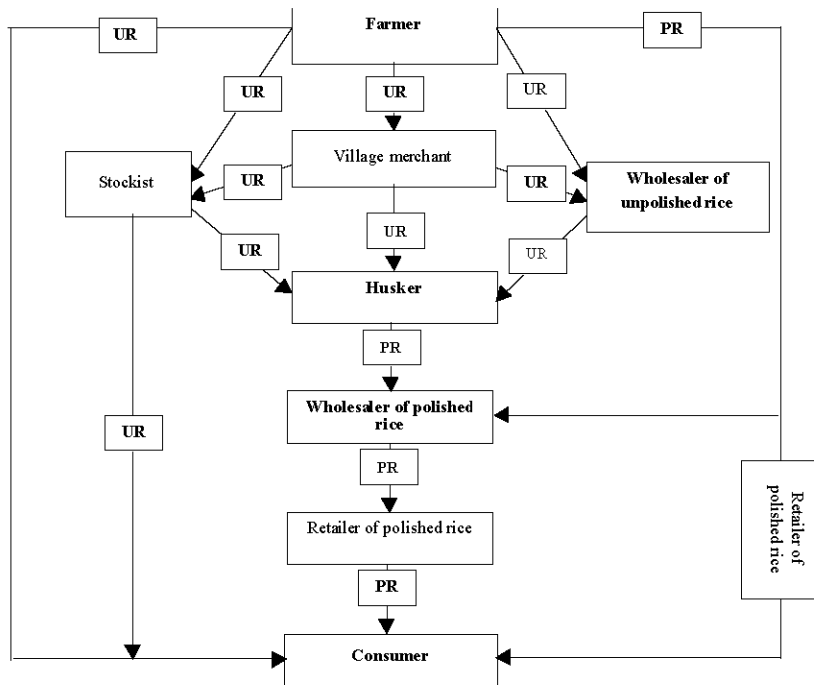 Farmer
UR
PR
UR
UR
UR
Village merchant
Stockist
UR
UR
Wholesaler of
unpolished rice
UR
UR
UR
Husker
PR
Wholesaler of polished
rice
UR
PR
Retailer of polished rice
Retailer of
polished rice
PR
Consumer